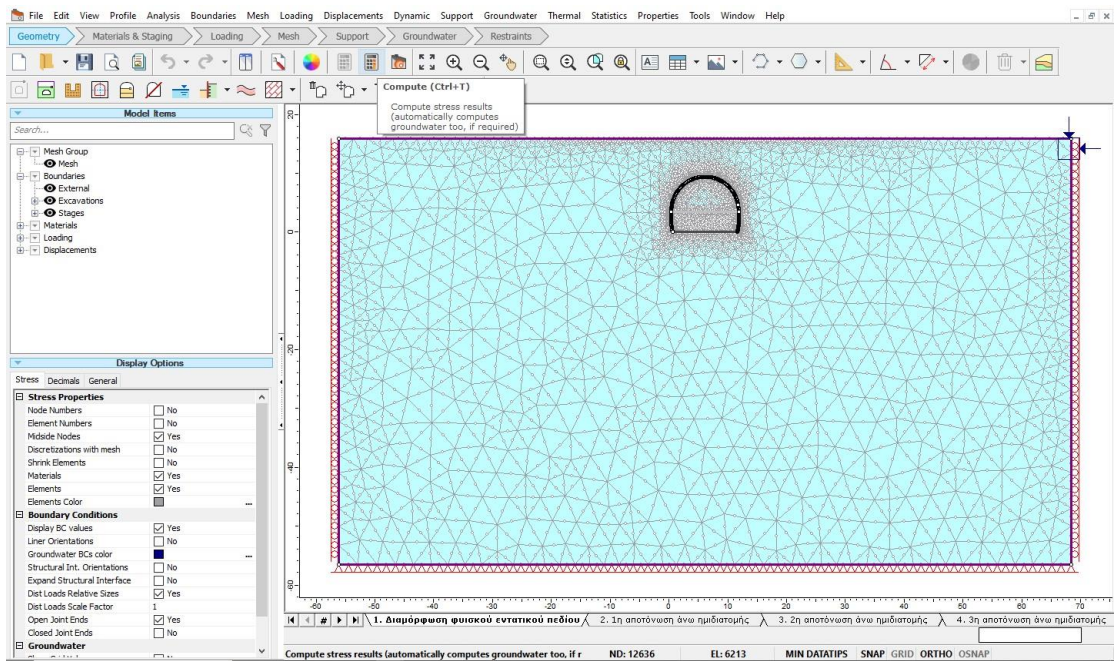 File Edit View Profile Analysis Boundaries Mesh Loading Displacements Dynamic Support Groundwater Thermal Statistics Properties Tools Window Help
Geometry Materials & Staging Loading Mesh Support Groundwater Restraints
Compute (Ctrl+T)
Compute stress results
(automatically computes
groundwater too, if required)
Model Items
Search...
Mesh Group
Mesh
Boundaries
External
Excavations
Stages
Materials
Loading
Displacements
Display Options
Stress Decimals General
Stress Properties
Node Numbers No
Element Numbers No
Midside Nodes Yes
Discretizations with mesh No
Shrink Elements No
Materials Yes
Elements Yes
Elements Color ...
Boundary Conditions
Display BC values Yes
Liner Orientations No
Groundwater BCs color ...
Structural Int. Orientations No
Expand Structural Interface No
Dist Loads Relative Sizes Yes
Dist Loads Scale Factor 1
Open Joint Ends Yes
Closed Joint Ends No
Groundwater
20
0
-20
-40
-60
-60 -50 -40 -30 -20 -10 0 10 20 30 40 50 60 70
1. Διαμόρφωση φυισκού εντατικού πεδίου 2. 1η αποτόνωση άνω ημιδιατομής 3. 2η αποτόνωση άνω ημιδιατομής 4. 3η αποτόνωση άνω ημιδιατομής
Compute stress results (automatically computes groundwater too, if r ND: 12636 EL: 6213 MIN DATATIPS SNAP GRID ORTHO OSNAP